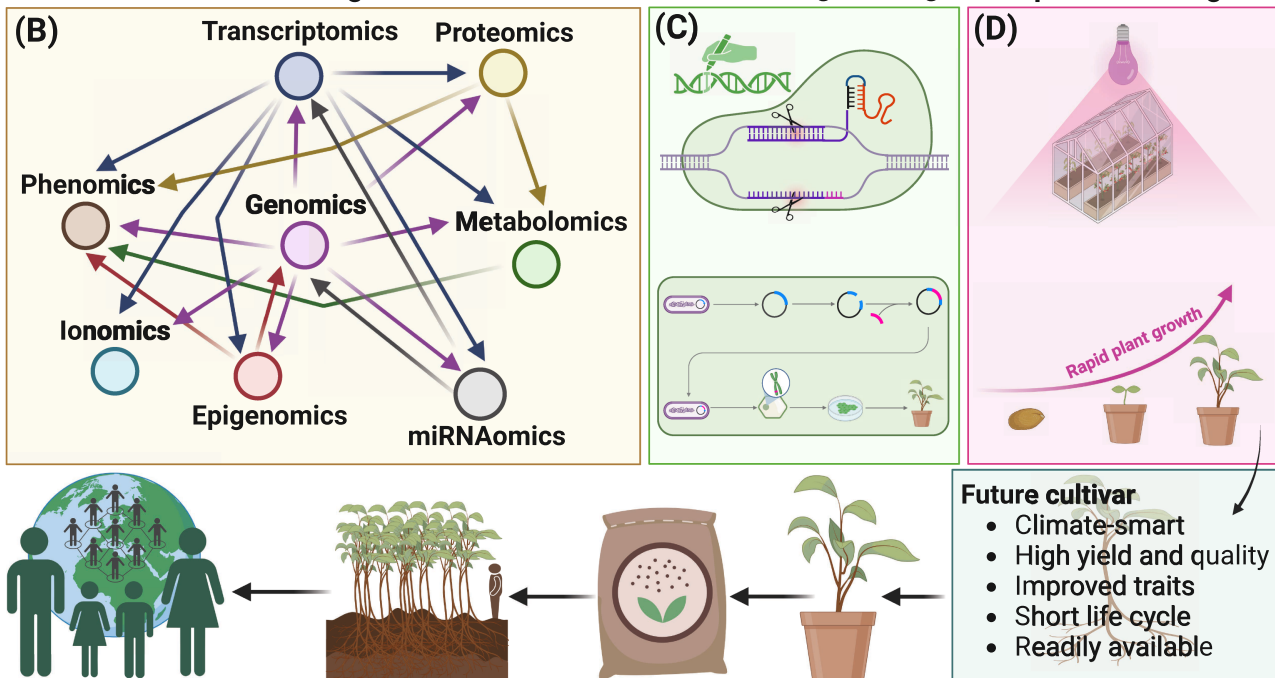 (B)
Transcriptomics
Proteomics
Phenomics
Genomics
Metabolomics
Ionomics
Epigenomics
miRNAomics
(C)
(D)
Rapid plant growth
Future cultivar
• Climate-smart
• High yield and quality
• Improved traits
• Short life cycle
• Readily available